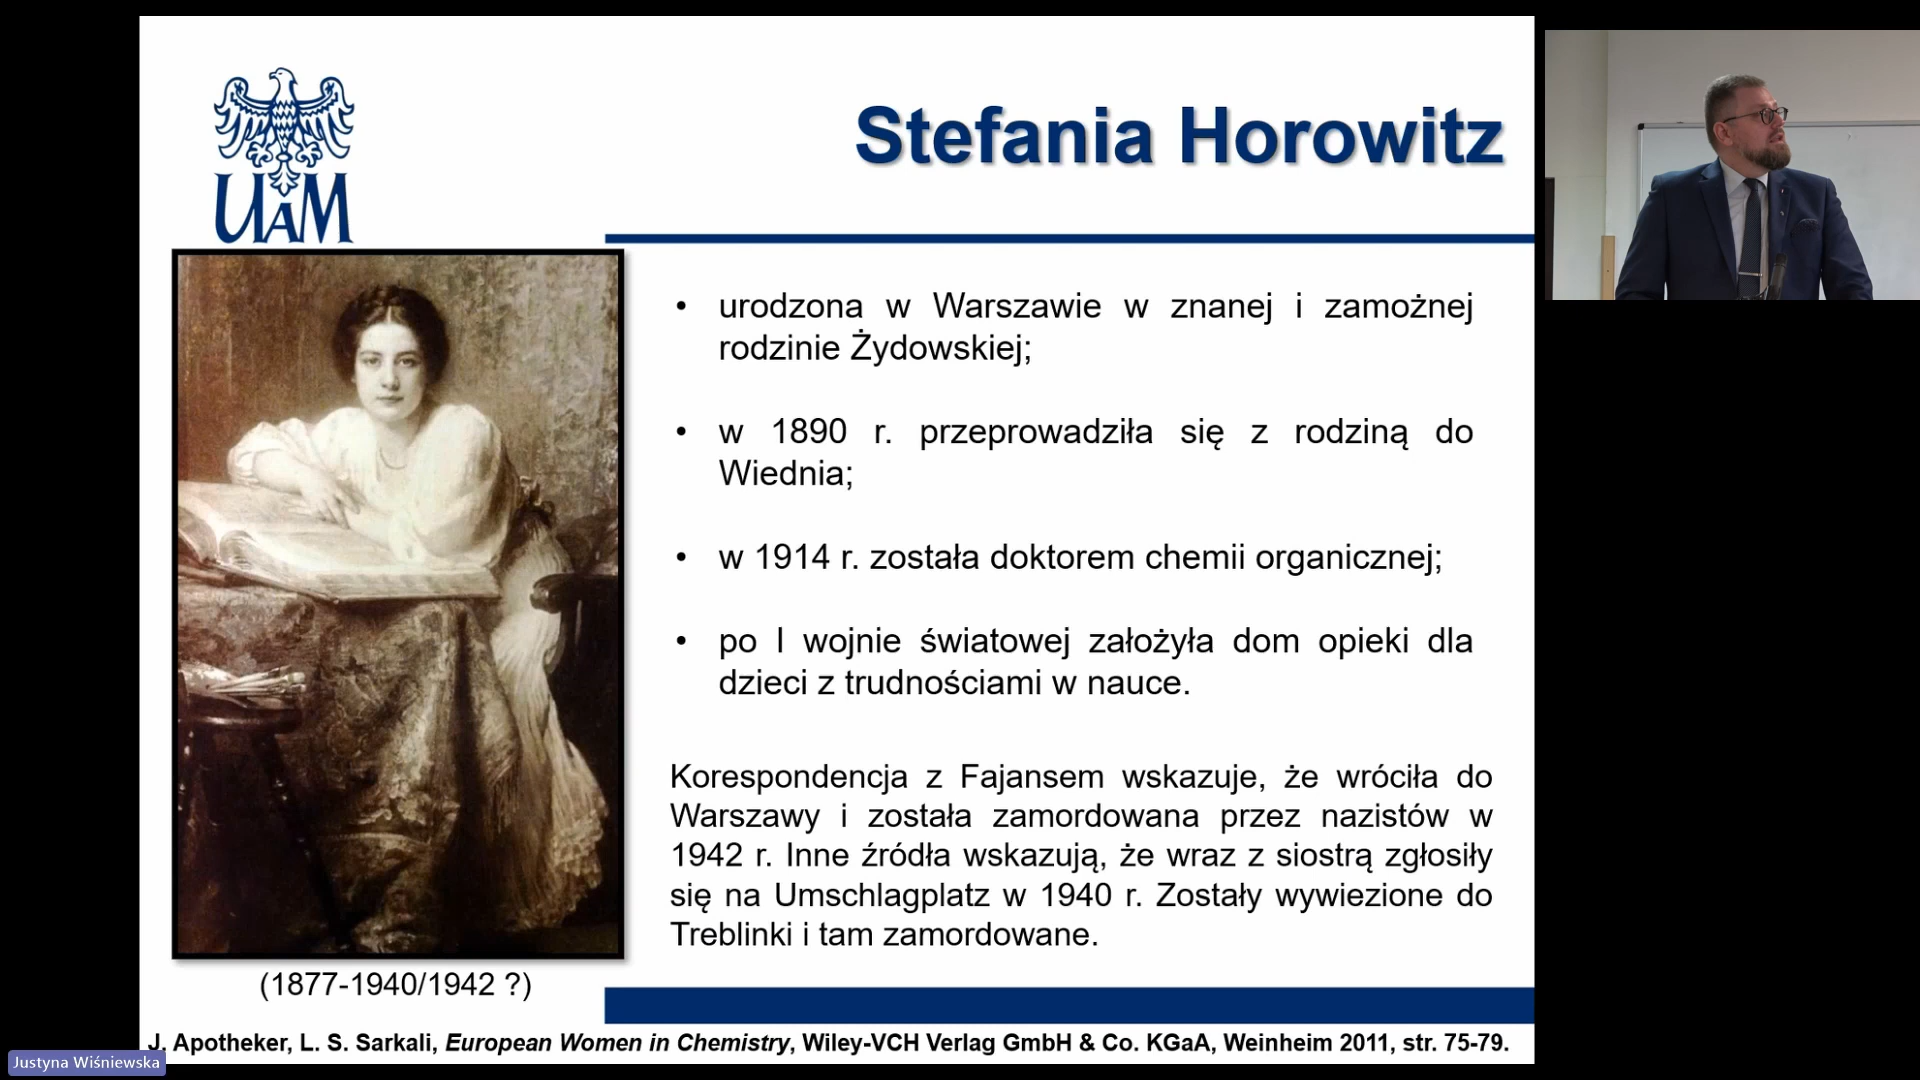 UAM
Stefania Horowitz
• urodzona w Warszawie w znanej i zamożnej
rodzinie Żydowskiej;
• w 1890 r. przeprowadziła się z rodziną do
Wiednia;
• w 1914 r. została doktorem chemii organicznej;
• po I wojnie światowej założyła dom opieki dla
dzieci z trudnościami w nauce.
Korespondencja z Fajansem wskazuje, że wróciła do
Warszawy i została zamordowana przez nazistów w
1942 r. Inne źródła wskazują, że wraz z siostrą zgłosiły
się na Umschlagplatz w 1940 r. Zostały wywiezione do
Treblinki i tam zamordowane.
(1877-1940/1942 ?)
J. Apotheker, L. S. Sarkali, European Women in Chemistry, Wiley-VCH Verlag GmbH & Co. KGaA, Weinheim 2011, str. 75-79.
Justyna Wiśniewska